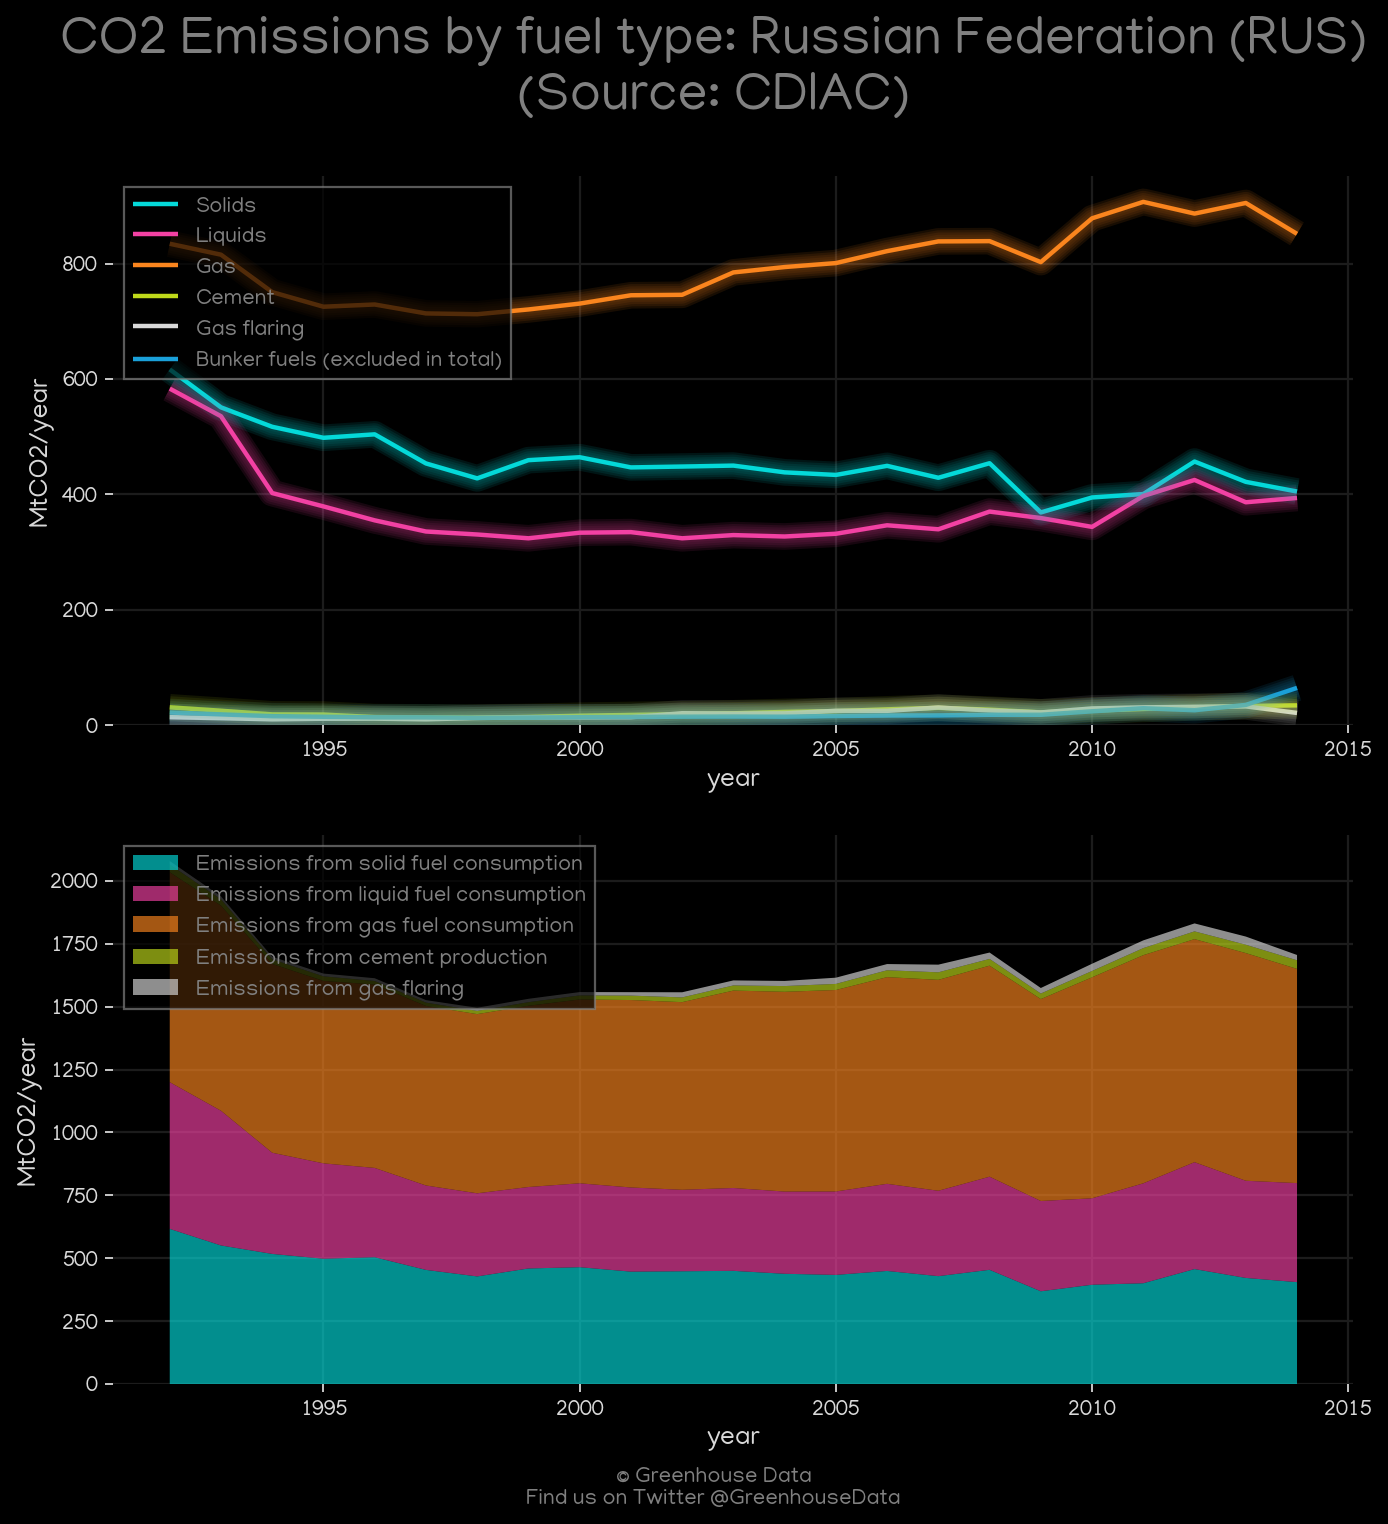 CO2 Emissions by fuel type: Russian Federation (RUS)
(Source: CDIAC)
Solids
Liquids
Gas
Cement
Gas flaring
Bunker fuels (excluded in total)
800
600
400
200
0
MtCO2/year
1995
2000
2005
2010
2015
year
Emissions from solid fuel consumption
Emissions from liquid fuel consumption
Emissions from gas fuel consumption
Emissions from cement production
Emissions from gas flaring
2000
1750
1500
1250
1000
750
500
250
0
MtCO2/year
1995
2000
2005
2010
2015
year
© Greenhouse Data
Find us on Twitter @GreenhouseData